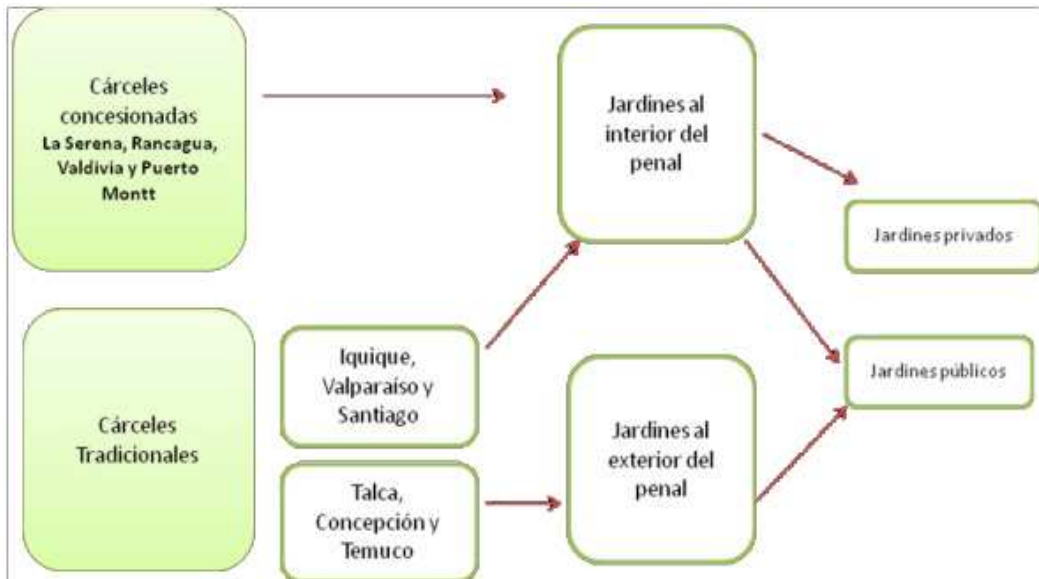 Cárceles
concesionadas
La Serena, Rancagua,
Valdivia y Puerto
Montt
Jardines al
interior del
penal
Jardines privados
Cárceles
Tradicionales
Iquique,
Valparaíso y
Santiago
Talca,
Concepción y
Temuco
Jardines al
exterior del
penal
Jardines públicos